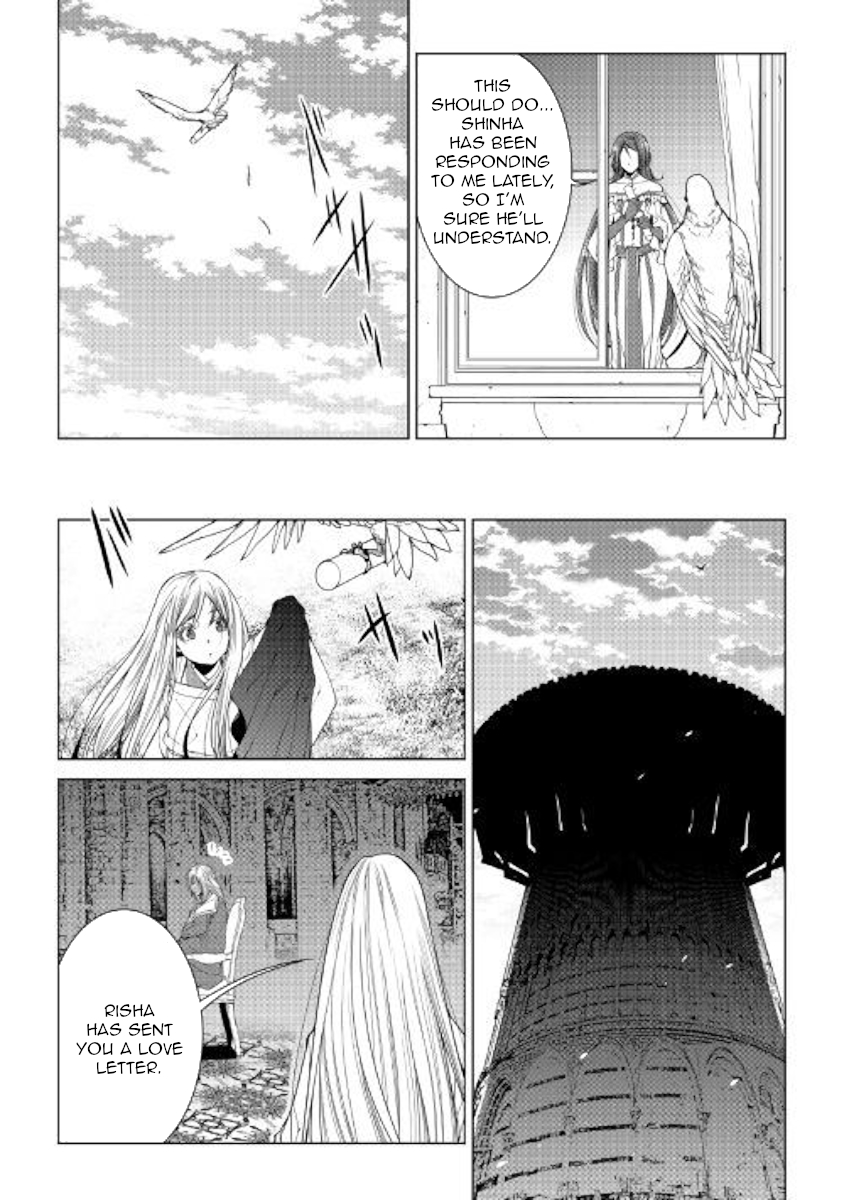 THIS
SHOULD DO...
SHINHA
HAS BEEN
RESPONDING
TO ME LATELY,
SO I'M
SURE HE'LL
UNDERSTAND.
RISHA
HAS SENT
YOU A LOVE
LETTER.